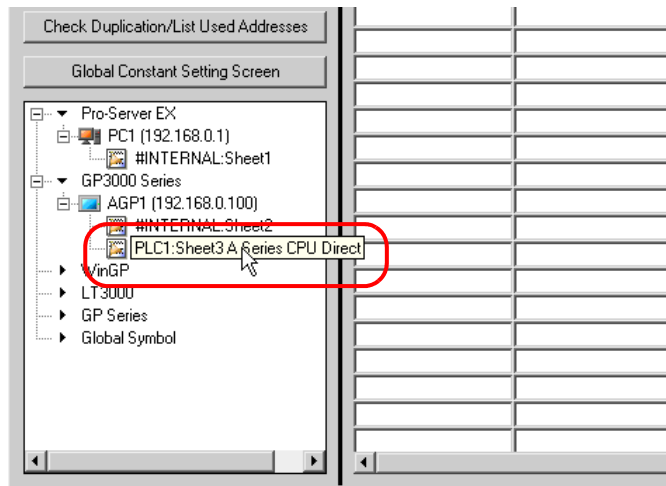 Check Duplication/List Used Addresses
Global Constant Setting Screen
Pro-Server EX
PC1 (192.168.0.1)
#INTERNAL:Sheet1
GP3000 Series
AGP1 (192.168.0.100)
#INTERNAL:Sheet2
PLC1:Sheet3 A Series CPU Direct
WinGP
LT3000
GP Series
Global Symbol